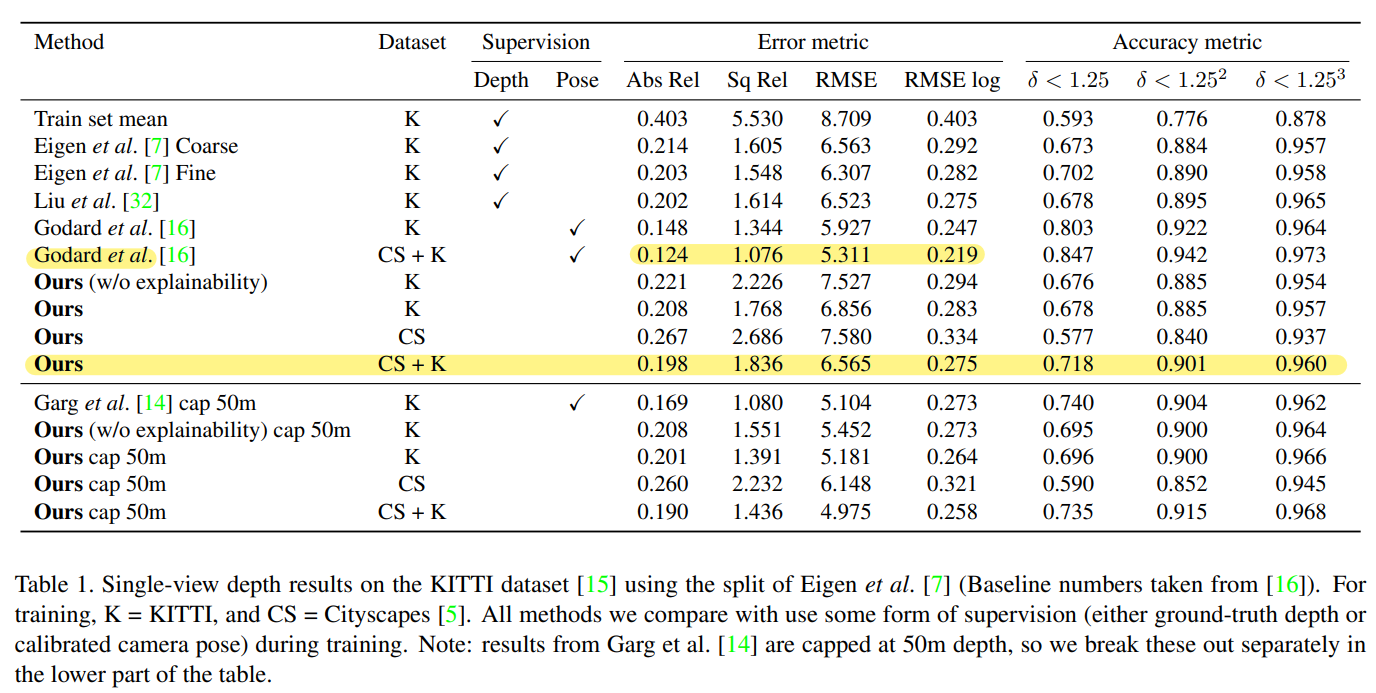 Method Dataset Supervision Error metric Accuracy metric
Depth Pose Abs Rel Sq Rel RMSE RMSE log δ < 1.25 δ < 1.25² δ < 1.25³
Train set mean K ✓ 0.403 5.530 8.709 0.403 0.593 0.776 0.878
Eigen et al. [7] Coarse K ✓ 0.214 1.605 6.563 0.292 0.673 0.884 0.957
Eigen et al. [7] Fine K ✓ 0.203 1.548 6.307 0.282 0.702 0.890 0.958
Liu et al. [32] K ✓ 0.202 1.614 6.523 0.275 0.678 0.895 0.965
Godard et al. [16] K ✓ 0.148 1.344 5.927 0.247 0.803 0.922 0.964
Godard et al. [16] CS + K ✓ 0.124 1.076 5.311 0.219 0.847 0.942 0.973
Ours (w/o explainability) K 0.221 2.226 7.527 0.294 0.676 0.885 0.954
Ours K 0.208 1.768 6.856 0.283 0.678 0.885 0.957
Ours CS 0.267 2.686 7.580 0.334 0.577 0.840 0.937
Ours CS + K 0.198 1.836 6.565 0.275 0.718 0.901 0.960
Garg et al. [14] cap 50m K ✓ 0.169 1.080 5.104 0.273 0.740 0.904 0.962
Ours (w/o explainability) cap 50m K 0.208 1.551 5.452 0.273 0.695 0.900 0.964
Ours cap 50m K 0.201 1.391 5.181 0.264 0.696 0.900 0.966
Ours cap 50m CS 0.260 2.232 6.148 0.321 0.590 0.852 0.945
Ours cap 50m CS + K 0.190 1.436 4.975 0.258 0.735 0.915 0.968
Table 1. Single-view depth results on the KITTI dataset [15] using the split of Eigen et al. [7] (Baseline numbers taken from [16]). For
training, K = KITTI, and CS = Cityscapes [5]. All methods we compare with use some form of supervision (either ground-truth depth or
calibrated camera pose) during training. Note: results from Garg et al. [14] are capped at 50m depth, so we break these out separately in
the lower part of the table.